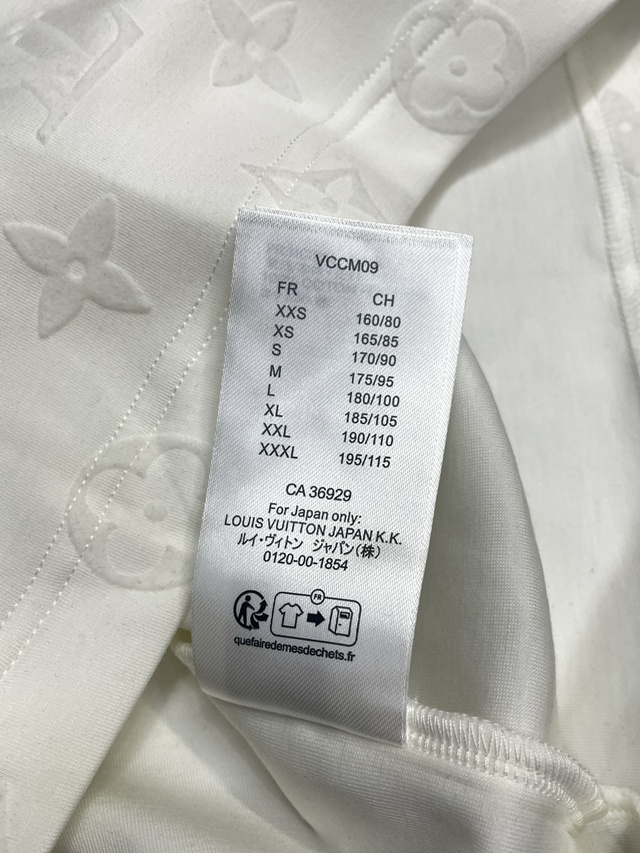 VCCM09
FR CH
XXS 160/80
XS 165/85
S 170/90
M 175/95
L 180/100
XL 185/105
XXL 190/110
XXXL 195/115
CA 36929
For Japan only:
LOUIS VUITTON JAPAN K.K.
ルイ・ヴィトン ジャパン(株)
0120-00-1854
FR
quefairedemesdechets.fr